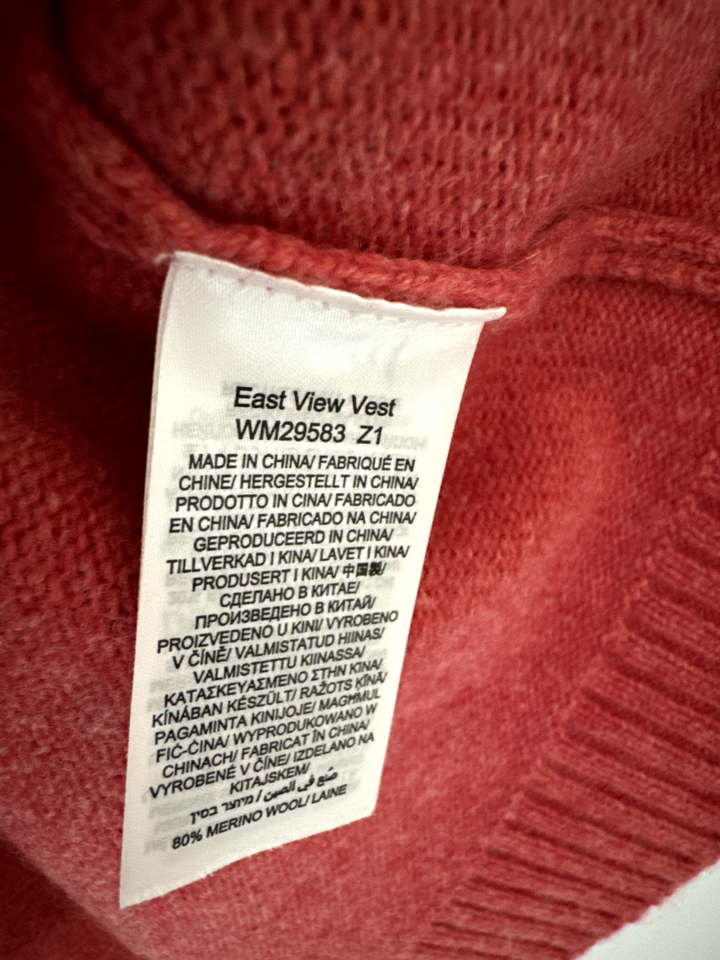 East View Vest
WM29583 Z1
MADE IN CHINA/ FABRIQUÉ EN
CHINE/ HERGESTELLT IN CHINA/
PRODOTTO IN CINA/ FABRICADO
EN CHINA/ FABRICADO NA CHINA/
GEPRODUCEERD IN CHINA/
TILLVERKAD I KINA/ LAVET I KINA/
PRODUSERT I KINA/ 中国製/
СДЕЛАНО В КИТАЕ/
ПРОИЗВЕДЕНО В КИТАЙ/
PROIZVEDENO U KINI/ VYROBENO
V ČÍNĚ/ VALMISTATUD HIINAS/
VALMISTETTU KIINASSA/
ΚΑΤΑΣΚΕΥΑΣΜΕΝΟ ΣΤΗΝ ΚΙΝΑ/
KÍNÁBAN KÉSZÜLT/ RAŽOTS ĶĪNĀ/
PAGAMINTA KINIJOJE/ MAGĦMUL
FIĊ-ĊINA/ WYPRODUKOWANO W
CHINACH/ FABRICAT ÎN CHINA/
VYROBENÉ V ČÍNE/ IZDELANO NA
KITAJSKEM/
صُنع في الصين / מיוצר בסין
80% MERINO WOOL/ LAINE